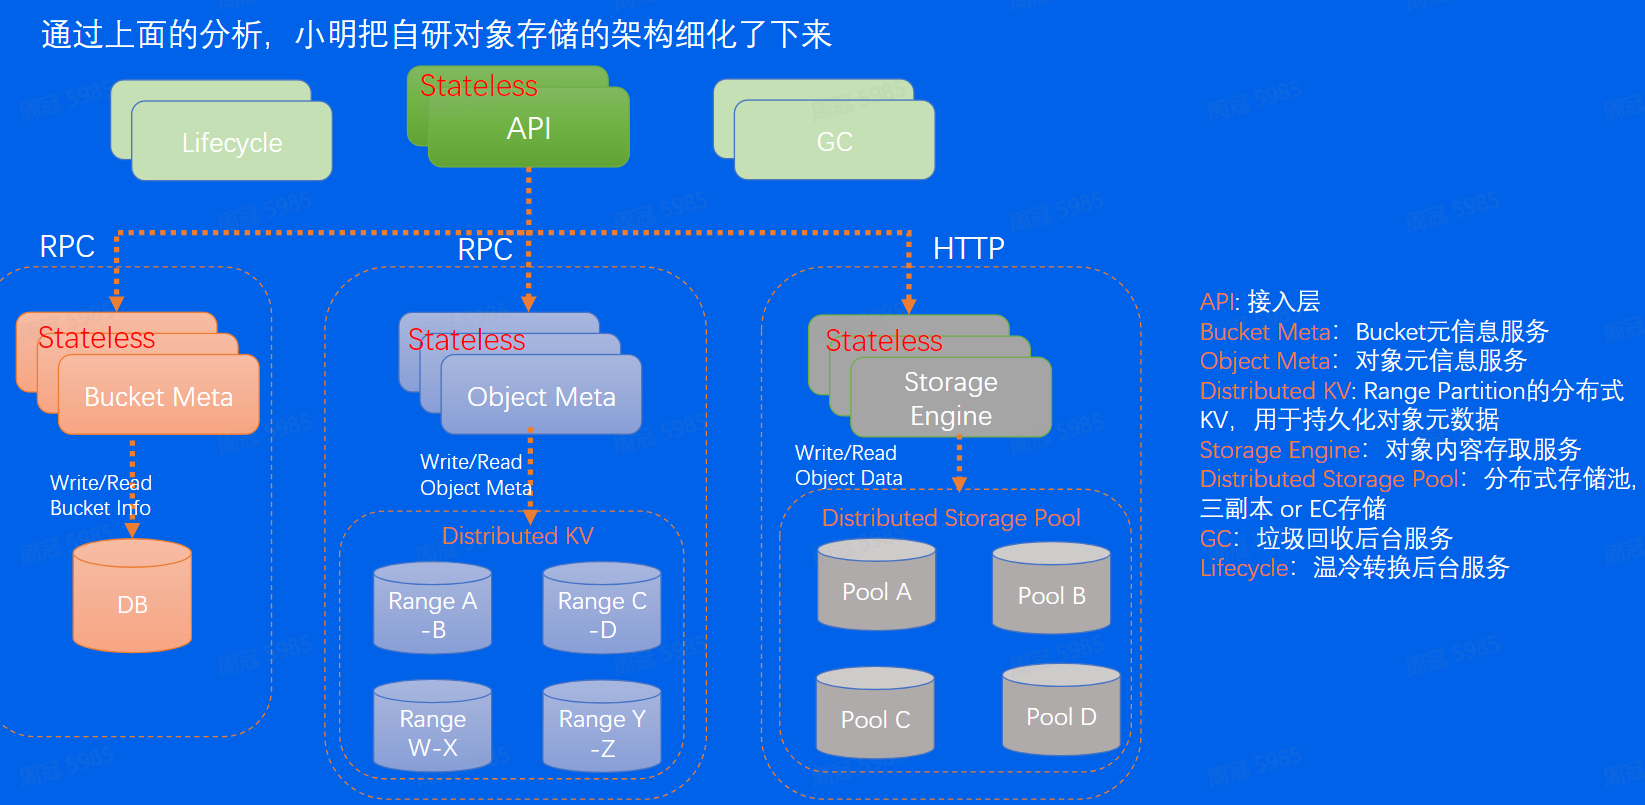 通过上面的分析，小明把自研对象存储的架构细化了下来
Lifecycle
Stateless
API
GC
RPC
RPC
HTTP
Stateless
Bucket Meta
Stateless
Object Meta
Stateless
Storage
Engine
Write/Read
Bucket Info
Write/Read
Object Meta
Write/Read
Object Data
DB
Distributed KV
Range A
-B
Range C
-D
Range
W-X
Range Y
-Z
Distributed Storage Pool
Pool A
Pool B
Pool C
Pool D
API: 接入层
Bucket Meta：Bucket元信息服务
Object Meta：对象元信息服务
Distributed KV: Range Partition的分布式
KV，用于持久化对象元数据
Storage Engine：对象内容存取服务
Distributed Storage Pool：分布式存储池，
三副本 or EC存储
GC：垃圾回收后台服务
Lifecycle：温冷转换后台服务
周冠 5985